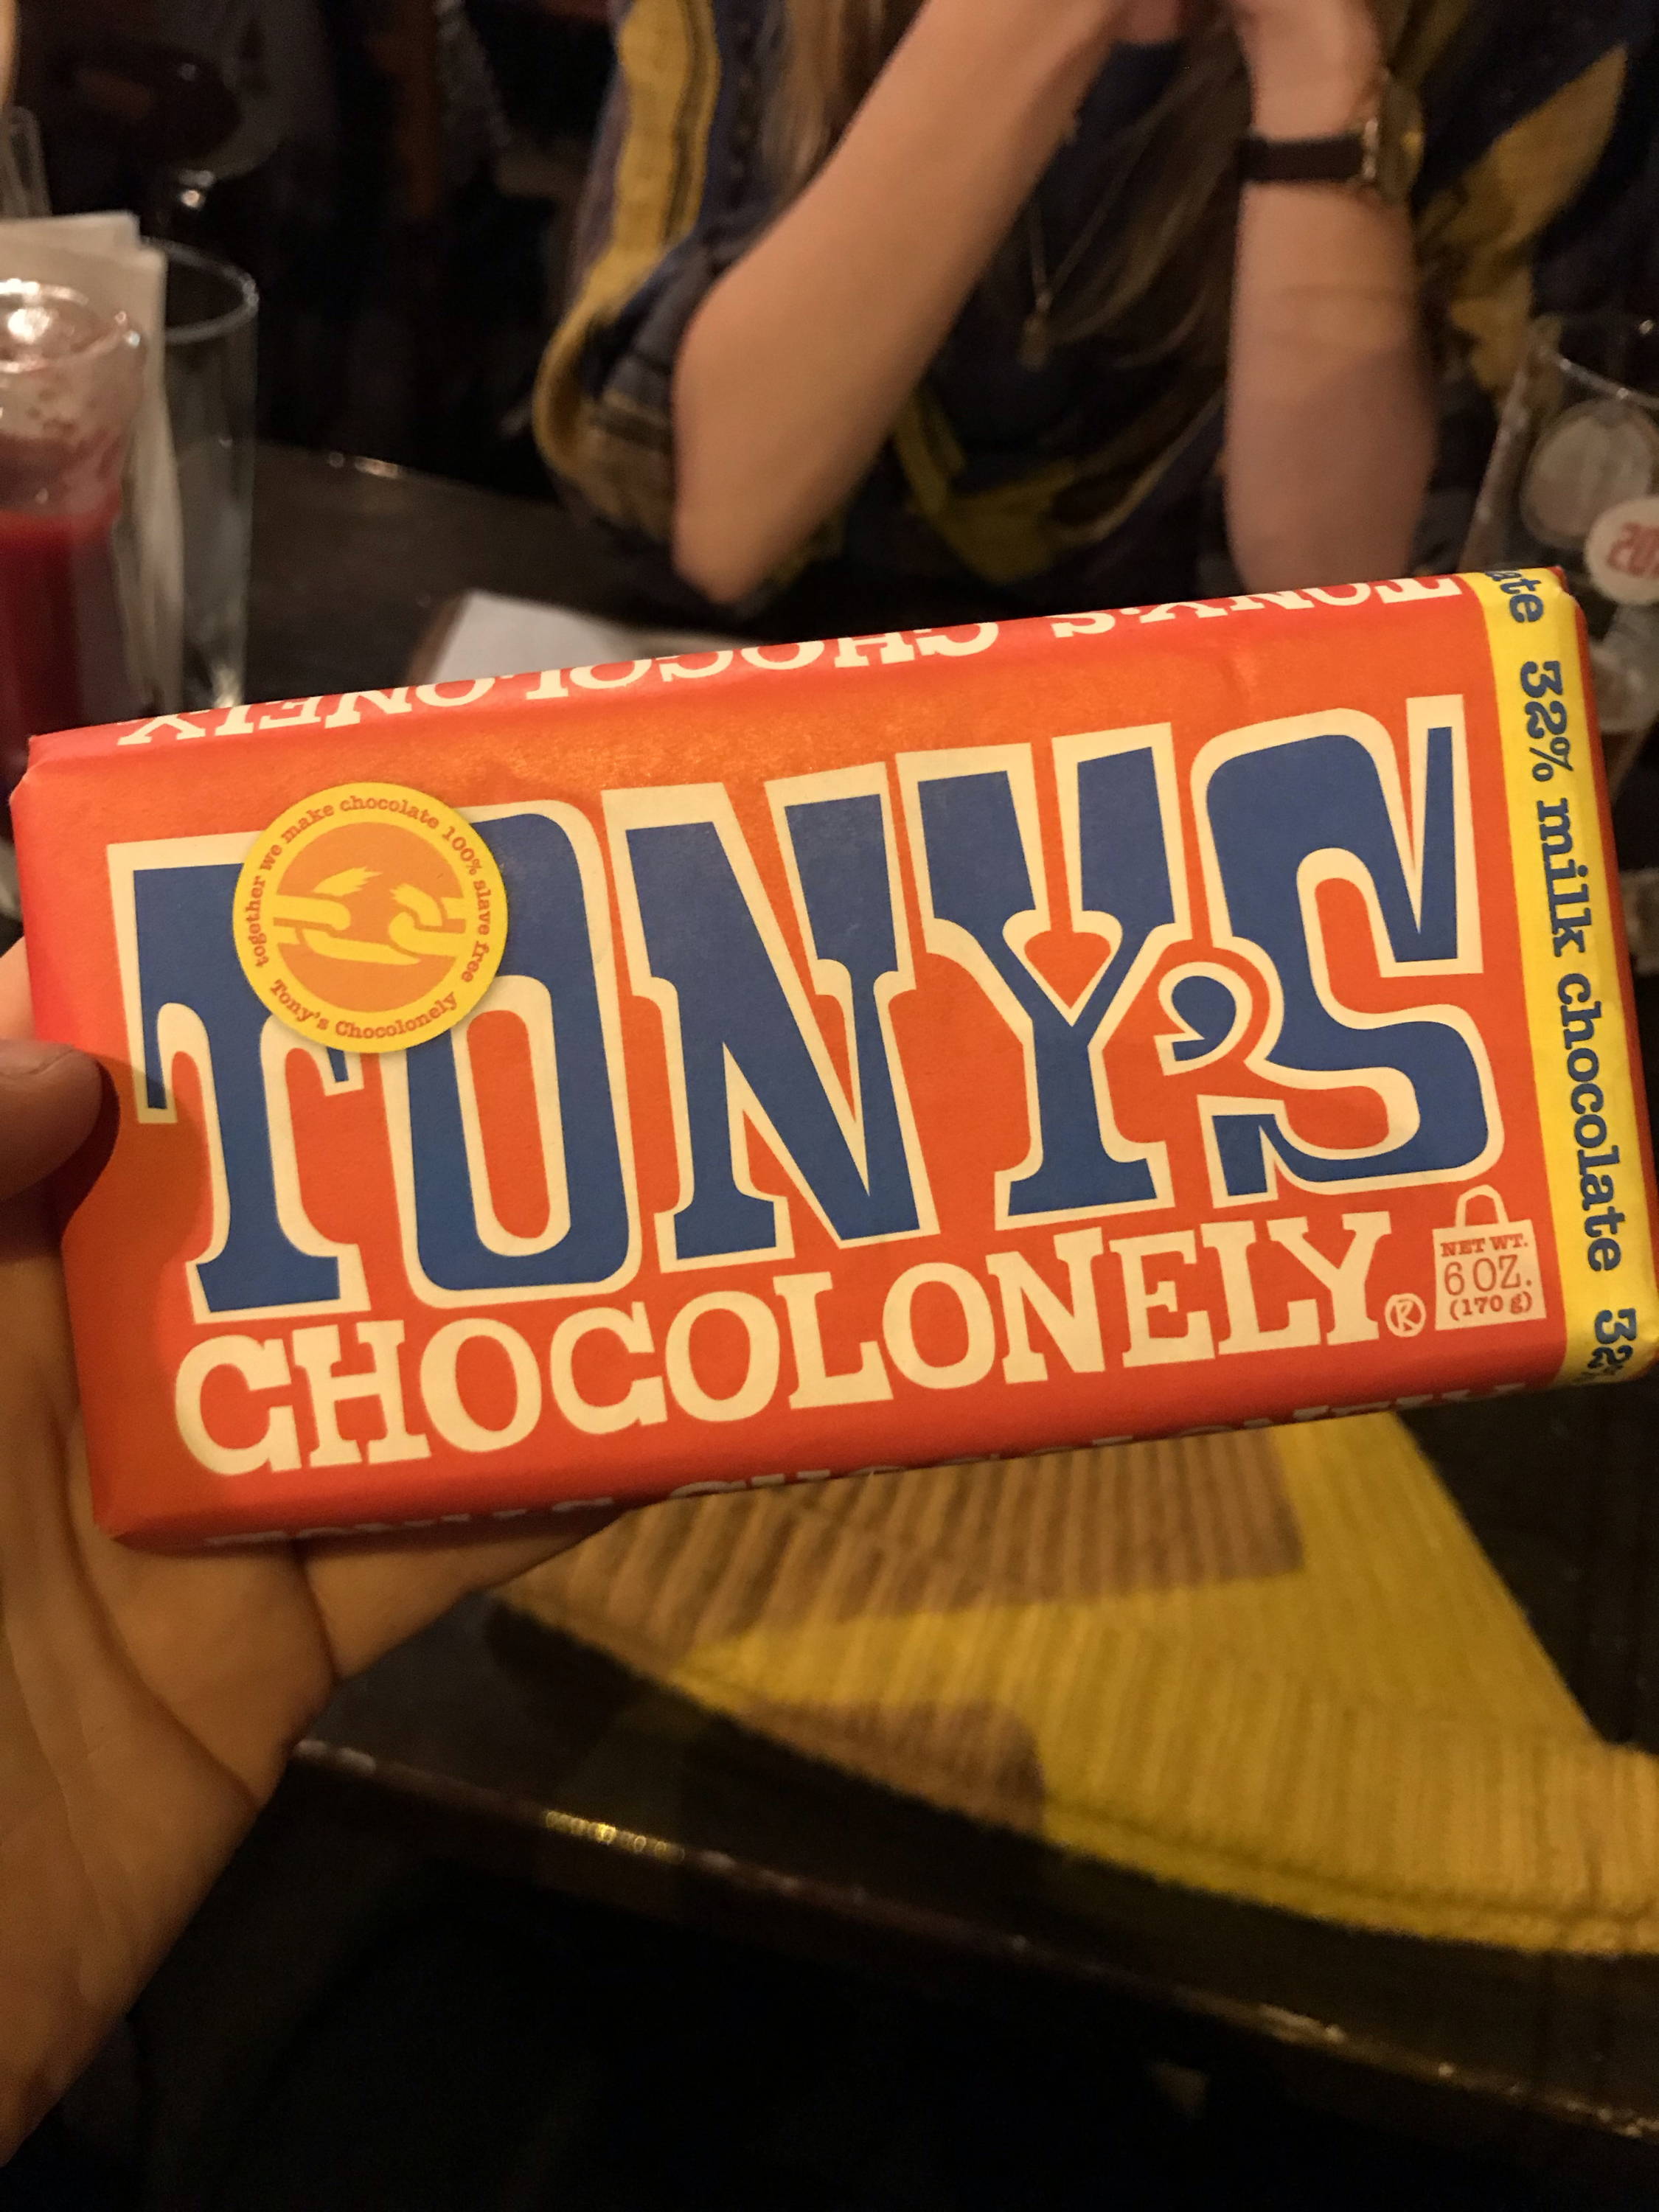 TONY'S CHOCOLONELY
together we make chocolate 100% slave free
Tony's Chocolonely
TONY'S
CHOCOLONELY.
NET WT.
6 OZ.
(170 g)
32% milk chocolate